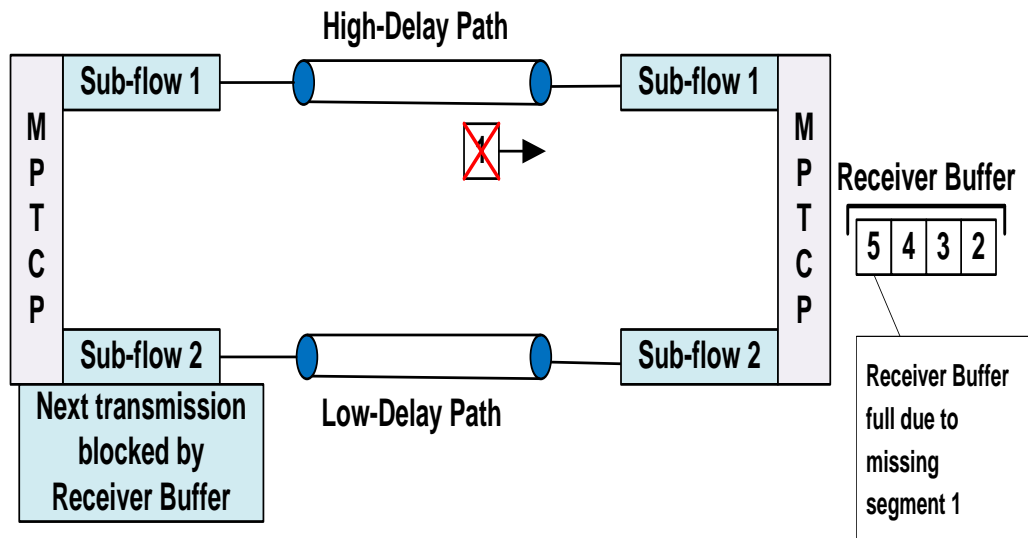 High-Delay Path
Sub-flow 1
Sub-flow 1
M
P
T
C
P
1
M
P
T
C
P
Receiver Buffer
5 4 3 2
Sub-flow 2
Sub-flow 2
Low-Delay Path
Next transmission
blocked by
Receiver Buffer
Receiver Buffer
full due to
missing
segment 1